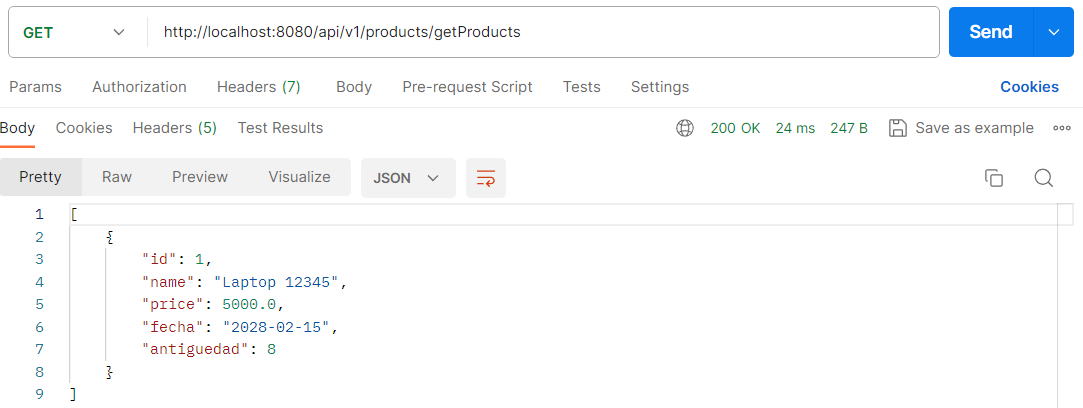 GET http://localhost:8080/api/v1/products/getProducts Send
Params Authorization Headers (7) Body Pre-request Script Tests Settings Cookies
Body Cookies Headers (5) Test Results 200 OK 24 ms 247 B Save as example
Pretty Raw Preview Visualize JSON
1 [
2 {
3 "id": 1,
4 "name": "Laptop 12345",
5 "price": 5000.0,
6 "fecha": "2028-02-15",
7 "antiguedad": 8
8 }
9 ]